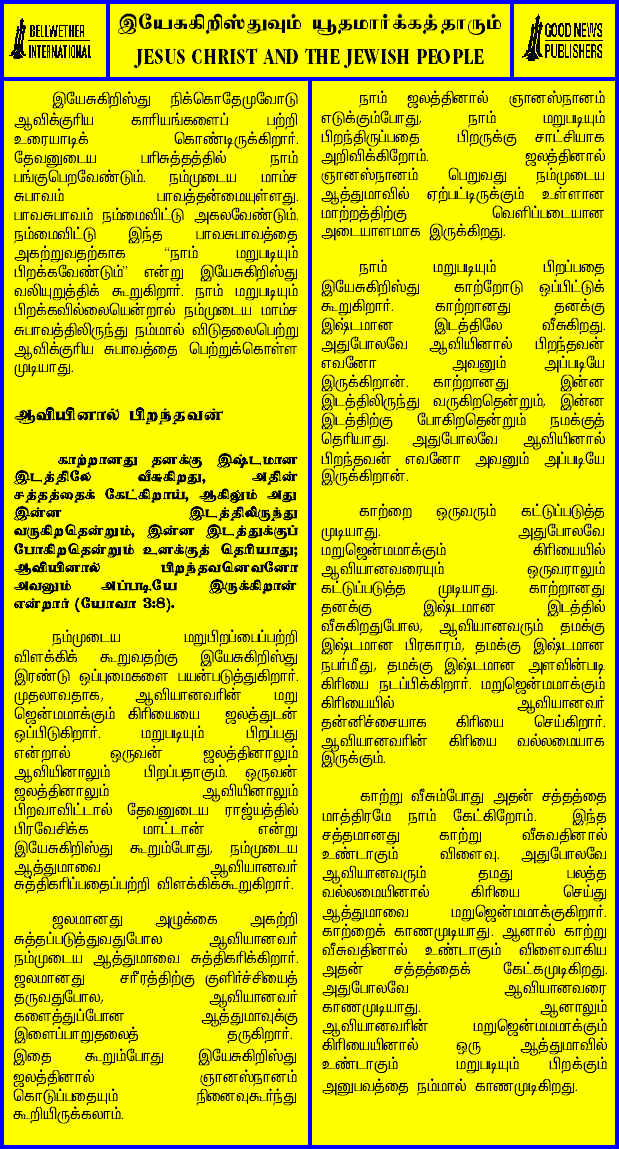 BELLWETHER
INTERNATIONAL
இயேசுகிறிஸ்துவும் யூதமார்க்கத்தாரும்
JESUS CHRIST AND THE JEWISH PEOPLE
GOOD NEWS
PUBLISHERS
இயேசுகிறிஸ்து நிக்கொதேமுவோடு
ஆவிக்குரிய காரியங்களைப் பற்றி
உரையாடிக் கொண்டிருக்கிறார்.
தேவனுடைய பரிசுத்தத்தில் நாம்
பங்குபெறவேண்டும். நம்முடைய மாம்ச
சுபாவம் பாவத்தன்மையுள்ளது.
பாவசுபாவம் நம்மைவிட்டு அகலவேண்டும்.
நம்மைவிட்டு இந்த பாவசுபாவத்தை
அகற்றுவதற்காக “நாம் மறுபடியும்
பிறக்கவேண்டும்” என்று இயேசுகிறிஸ்து
வலியுறுத்திக் கூறுகிறார். நாம் மறுபடியும்
பிறக்கவில்லையென்றால் நம்முடைய மாம்ச
சுபாவத்திலிருந்து நம்மால் விடுதலைபெற்று
ஆவிக்குரிய சுபாவத்தை பெற்றுக்கொள்ள
முடியாது.
ஆவியினால் பிறந்தவன்
காற்றானது தனக்கு இஷ்டமான
இடத்திலே வீசுகிறது, அதின்
சத்தத்தைக் கேட்கிறாய், ஆகிலும் அது
இன்ன இடத்திலிருந்து
வருகிறதென்றும், இன்ன இடத்துக்குப்
போகிறதென்றும் உனக்குத் தெரியாது;
ஆவியினால் பிறந்தவனெவனோ
அவனும் அப்படியே இருக்கிறான்
என்றார் (யோவா 3:8).
நம்முடைய மறுபிறப்பைப்பற்றி
விளக்கிக் கூறுவதற்கு இயேசுகிறிஸ்து
இரண்டு ஒப்புமைகளை பயன்படுத்துகிறார்.
முதலாவதாக, ஆவியானவரின் மறு
ஜென்மமாக்கும் கிரியையை ஜலத்துடன்
ஒப்பிடுகிறார். மறுபடியும் பிறப்பது
என்றால் ஒருவன் ஜலத்தினாலும்
ஆவியினாலும் பிறப்பதாகும். ஒருவன்
ஜலத்தினாலும் ஆவியினாலும்
பிறவாவிட்டால் தேவனுடைய ராஜ்யத்தில்
பிரவேசிக்க மாட்டான் என்று
இயேசுகிறிஸ்து கூறும்போது, நம்முடைய
ஆத்துமாவை ஆவியானவர்
சுத்திகரிப்பதைப்பற்றி விளக்கிக்கூறுகிறார்.
ஜலமானது அழுக்கை அகற்றி
சுத்தப்படுத்துவதுபோல ஆவியானவர்
நம்முடைய ஆத்துமாவை சுத்திகரிக்கிறார்.
ஜலமானது சரீரத்திற்கு குளிர்ச்சியைத்
தருவதுபோல, ஆவியானவர்
களைத்துப்போன ஆத்துமாவுக்கு
இளைப்பாறுதலைத் தருகிறார்.
இதை கூறும்போது இயேசுகிறிஸ்து
ஜலத்தினால் ஞானஸ்நானம்
கொடுப்பதையும் நினைவுகூர்ந்து
கூறியிருக்கலாம்.
நாம் ஜலத்தினால் ஞானஸ்நானம்
எடுக்கும்போது, நாம் மறுபடியும்
பிறந்திருப்பதை பிறருக்கு சாட்சியாக
அறிவிக்கிறோம். ஜலத்தினால்
ஞானஸ்நானம் பெறுவது நம்முடைய
ஆத்துமாவில் ஏற்பட்டிருக்கும் உள்ளான
மாற்றத்திற்கு வெளிப்படையான
அடையாளமாக இருக்கிறது.
நாம் மறுபடியும் பிறப்பதை
இயேசுகிறிஸ்து காற்றோடு ஒப்பிட்டுக்
கூறுகிறார். காற்றானது தனக்கு
இஷ்டமான இடத்திலே வீசுகிறது.
அதுபோலவே ஆவியினால் பிறந்தவன்
எவனோ அவனும் அப்படியே
இருக்கிறான். காற்றானது இன்ன
இடத்திலிருந்து வருகிறதென்றும், இன்ன
இடத்திற்கு போகிறதென்றும் நமக்குத்
தெரியாது. அதுபோலவே ஆவியினால்
பிறந்தவன் எவனோ அவனும் அப்படியே
இருக்கிறான்.
காற்றை ஒருவரும் கட்டுப்படுத்த
முடியாது. அதுபோலவே
மறுஜென்மமாக்கும் கிரியையில்
ஆவியானவரையும் ஒருவராலும்
கட்டுப்படுத்த முடியாது. காற்றானது
தனக்கு இஷ்டமான இடத்தில்
வீசுகிறதுபோல, ஆவியானவரும் தமக்கு
இஷ்டமான பிரகாரம், தமக்கு இஷ்டமான
நபர்மீது, தமக்கு இஷ்டமான அளவின்படி
கிரியை நடப்பிக்கிறார். மறுஜென்மமாக்கும்
கிரியையில் ஆவியானவர்
தன்னிச்சையாக கிரியை செய்கிறார்.
ஆவியானவரின் கிரியை வல்லமையாக
இருக்கும்.
காற்று வீசும்போது அதன் சத்தத்தை
மாத்திரமே நாம் கேட்கிறோம். இந்த
சத்தமானது காற்று வீசுவதினால்
உண்டாகும் விளைவு. அதுபோலவே
ஆவியானவரும் தமது பலத்த
வல்லமையினால் கிரியை செய்து
ஆத்துமாவை மறுஜென்மமாக்குகிறார்.
காற்றைக் காணமுடியாது. ஆனால் காற்று
வீசுவதினால் உண்டாகும் விளைவாகிய
அதன் சத்தத்தைக் கேட்கமுடிகிறது.
அதுபோலவே ஆவியானவரை
காணமுடியாது. ஆனாலும்
ஆவியானவரின் மறுஜென்மமமாக்கும்
கிரியையினால் ஒரு ஆத்துமாவில்
உண்டாகும் மறுபடியும் பிறக்கும்
அனுபவத்தை நம்மால் காணமுடிகிறது.